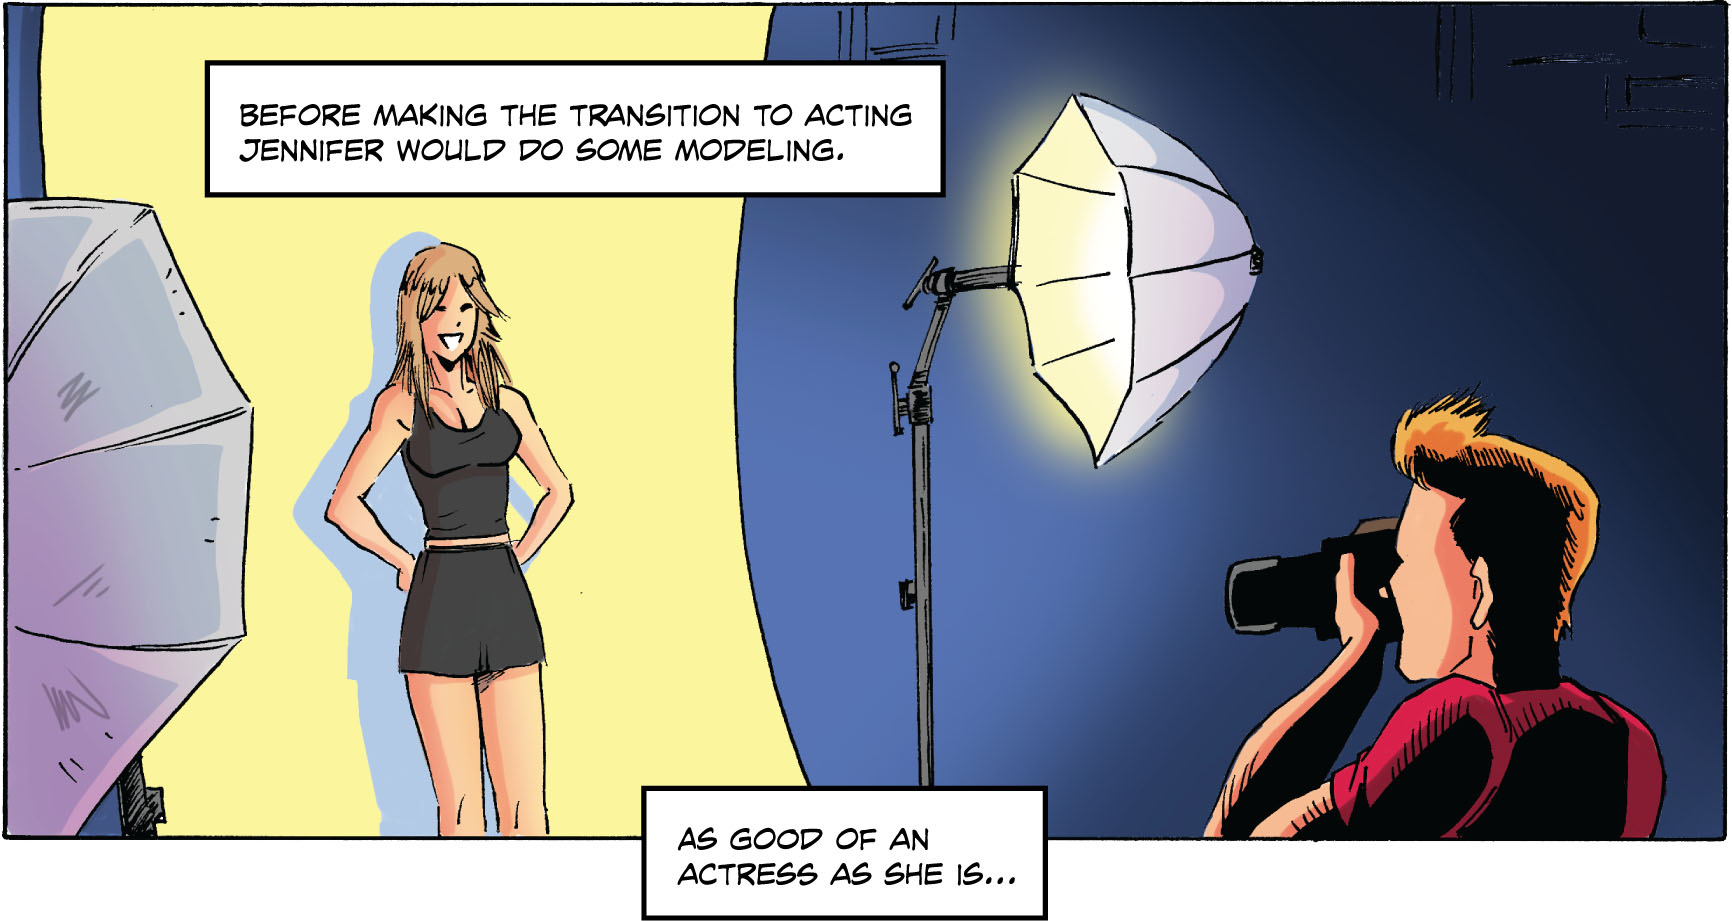 BEFORE MAKING THE TRANSITION TO ACTING
JENNIFER WOULD DO SOME MODELING.
AS GOOD OF AN
ACTRESS AS SHE IS...